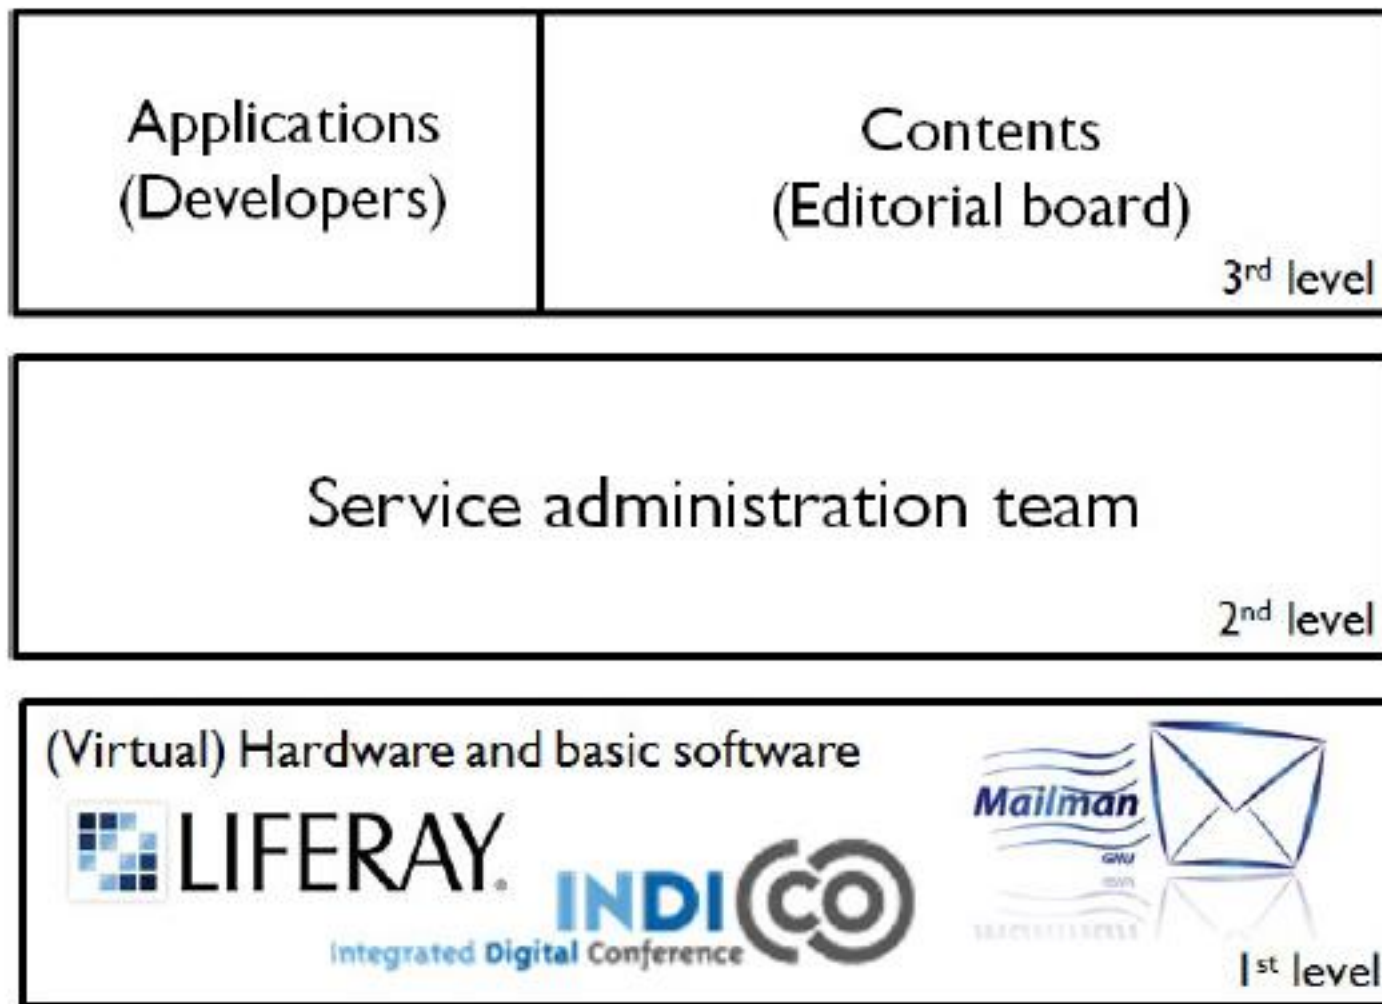 Applications
(Developers)
Contents
(Editorial board)
3rd level
Service administration team
2nd level
(Virtual) Hardware and basic software
LIFERAY
INDICO
Integrated Digital Conference
Mailman
GNU
1st level